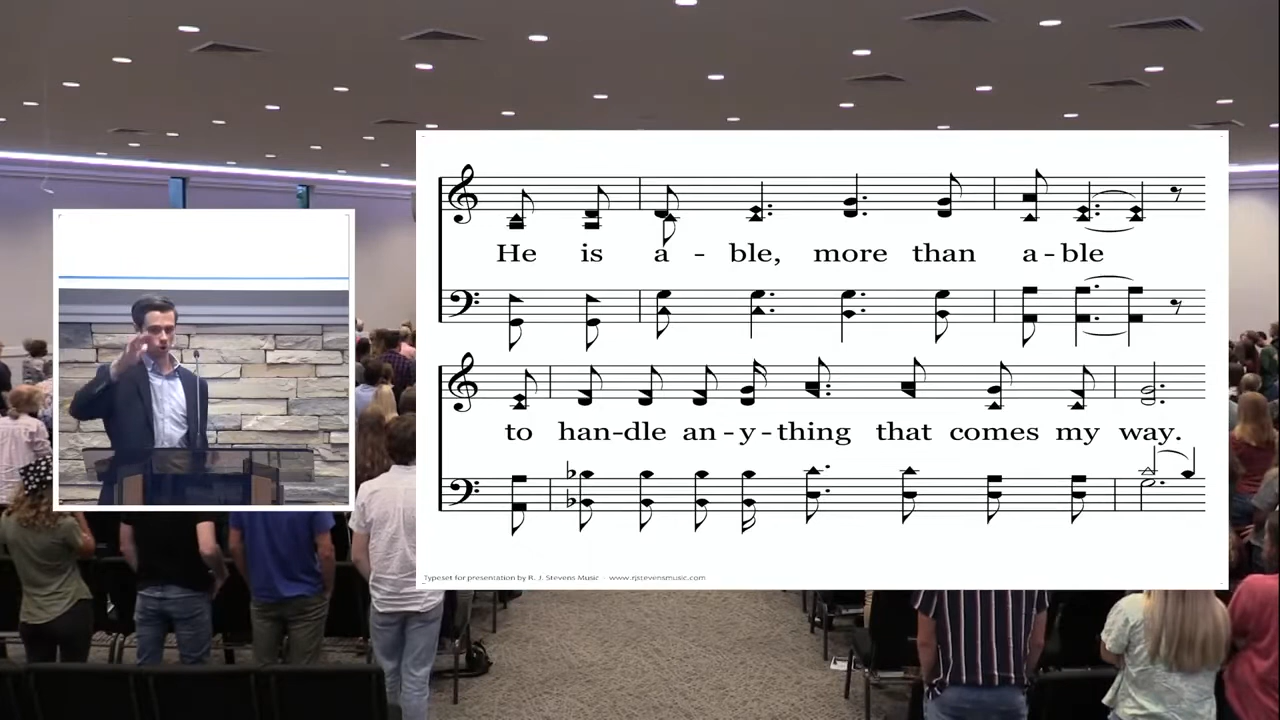 He is a - ble, more than a - ble
to han-dle an-y-thing that comes my way.
Typeset for presentation by R. J. Stevens Music - www.rjstevensmusic.com